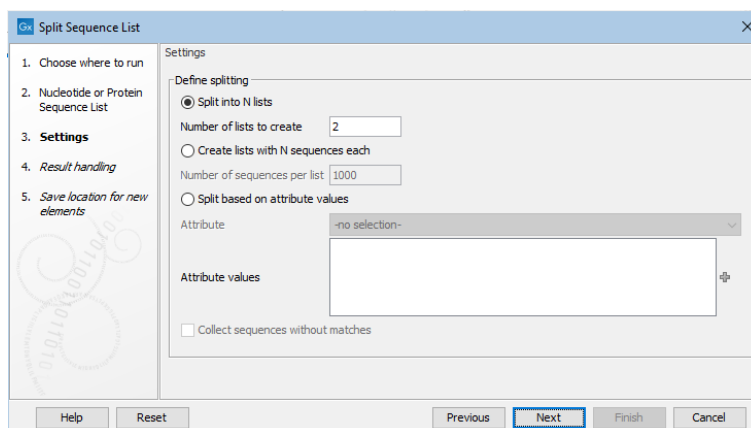 Gx Split Sequence List
1. Choose where to run
2. Nucleotide or Protein
Sequence List
3. Settings
4. Result handling
5. Save location for new
elements
Settings
Define splitting
Split into N lists
Number of lists to create 2
Create lists with N sequences each
Number of sequences per list 1000
Split based on attribute values
Attribute -no selection-
Attribute values
Collect sequences without matches
Help Reset Previous Next Finish Cancel